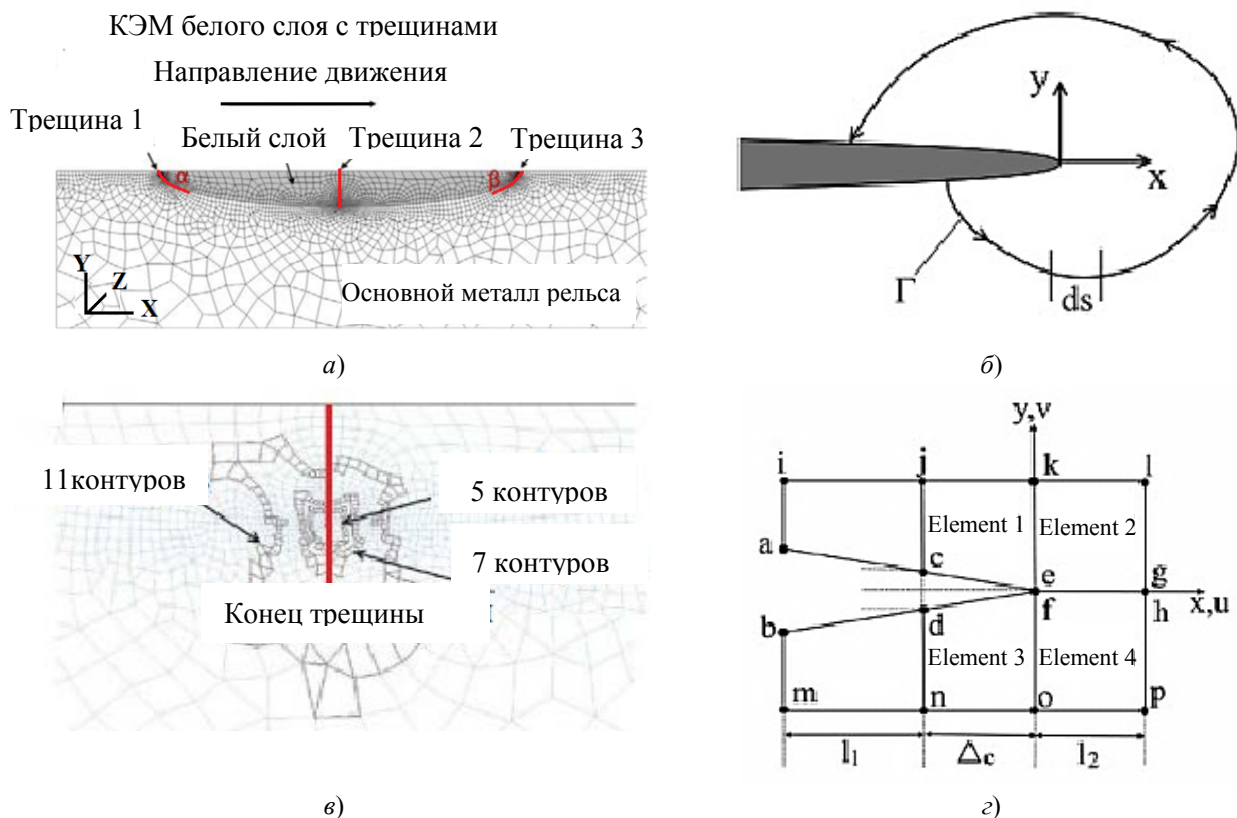 КЭМ белого слоя с трещинами
Направление движения
Трещина 1
Белый слой
Трещина 2
Трещина 3
α
β
Y
Z
X
Основной металл рельса
а)
y
x
Γ
ds
б)
11контуров
5 контуров
7 контуров
Конец трещины
в)
y,v
i
j
k
l
Element 1
Element 2
a
c
e
g
x,u
b
d
f
h
Element 3
Element 4
m
n
o
p
l₁
Δc
l₂
г)